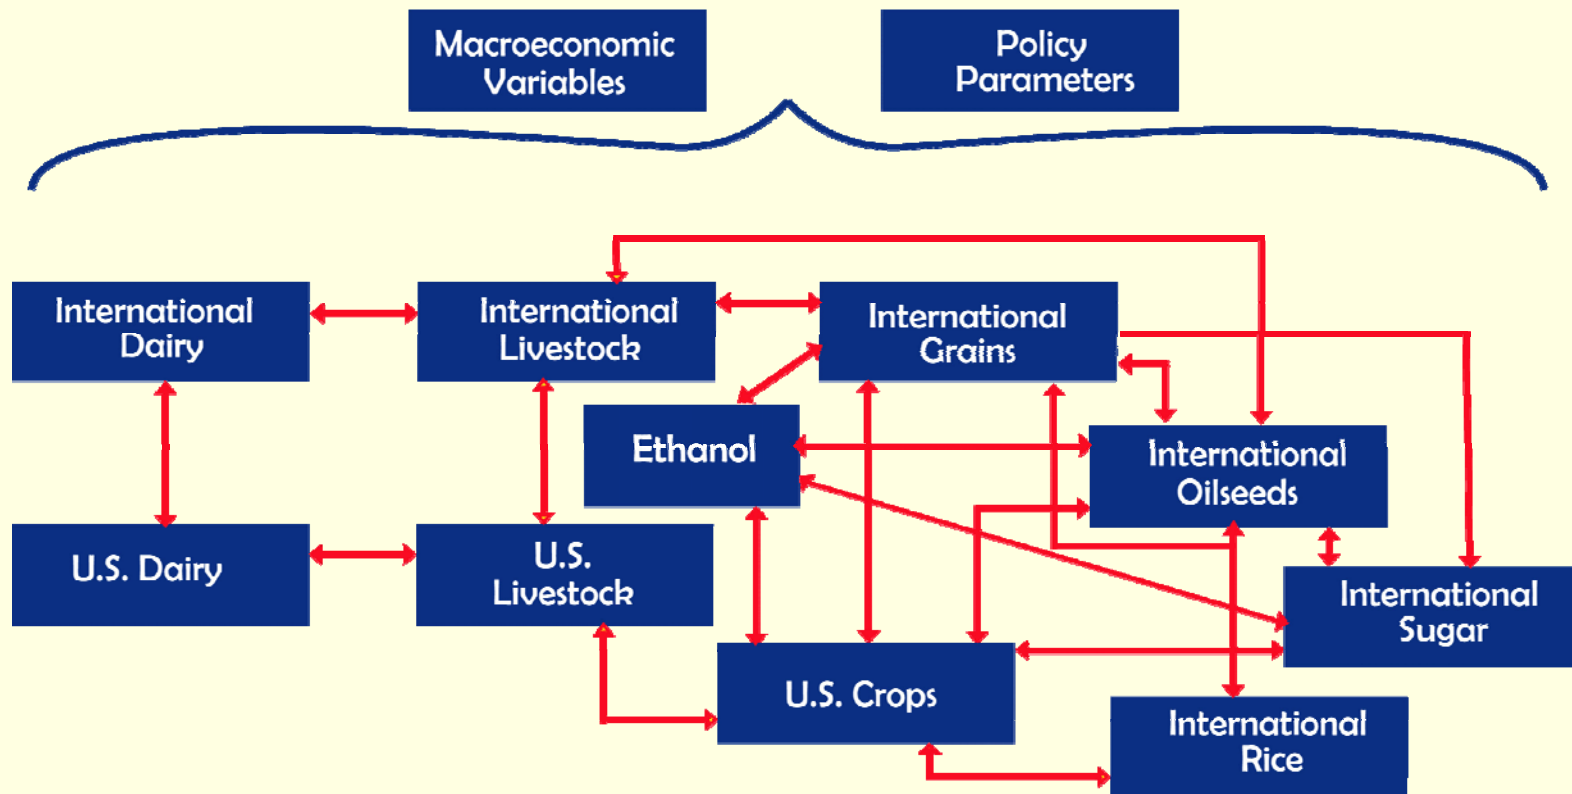 Macroeconomic
Variables
Policy
Parameters
International
Dairy
International
Livestock
International
Grains
Ethanol
International
Oilseeds
U.S. Dairy
U.S.
Livestock
International
Sugar
U.S. Crops
International
Rice